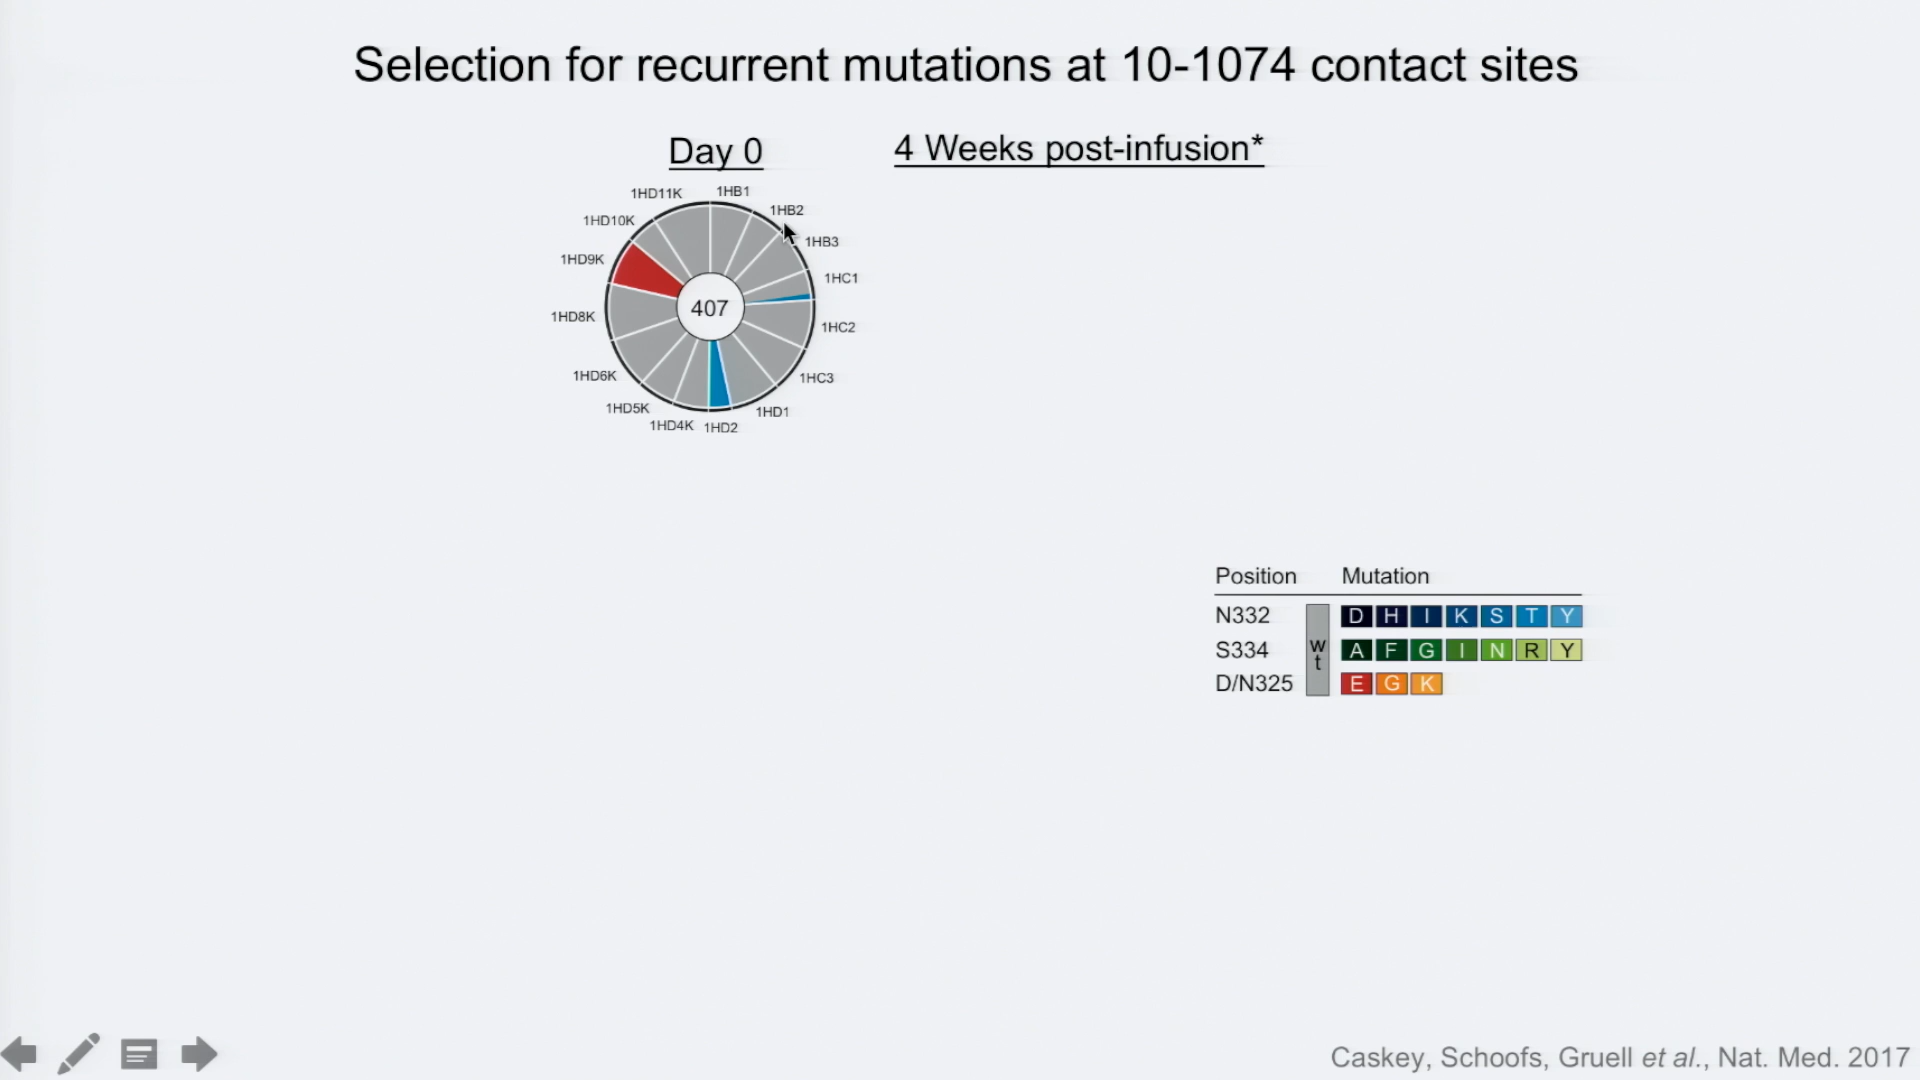 Selection for recurrent mutations at 10-1074 contact sites
Day 0
4 Weeks post-infusion*
1HD11K
1HB1
1HB2
1HD10K
1HB3
1HD9K
1HC1
407
1HD8K
1HC2
1HD6K
1HC3
1HD5K
1HD1
1HD4K
1HD2
Position Mutation
N332 D H I K S T Y
S334 wt A F G I N R Y
D/N325 E G K
Caskey, Schoofs, Gruell et al., Nat. Med. 2017